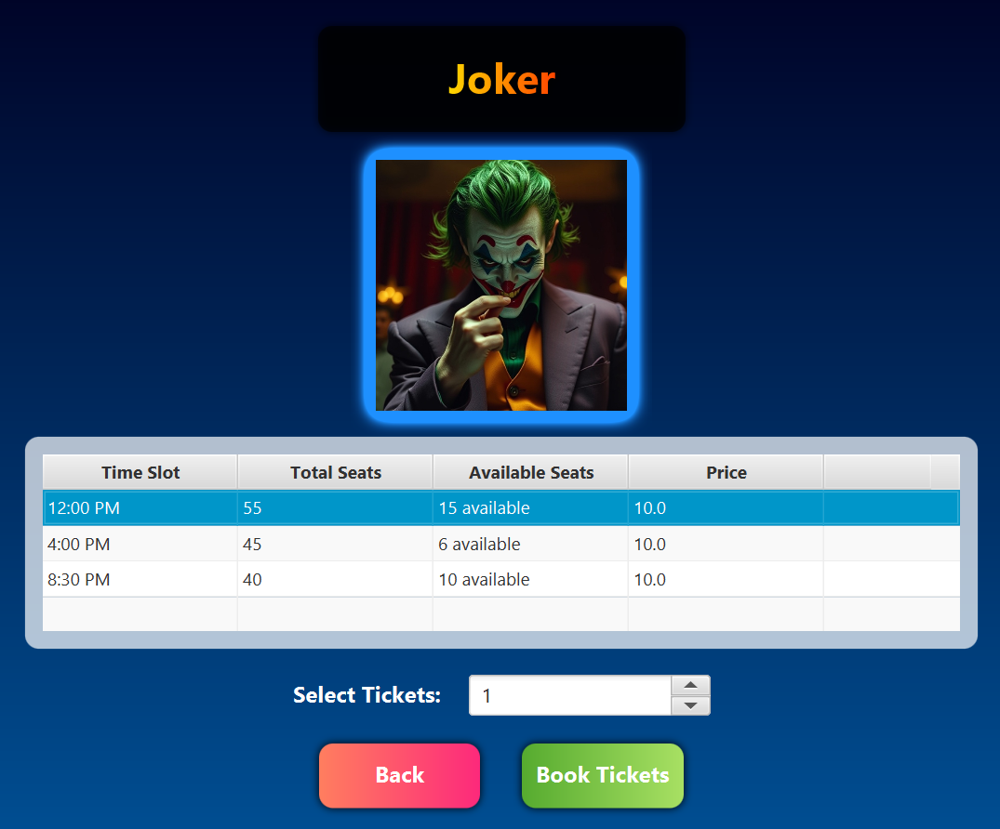 Joker
Time Slot Total Seats Available Seats Price
12:00 PM 55 15 available 10.0
4:00 PM 45 6 available 10.0
8:30 PM 40 10 available 10.0
Select Tickets: 1
Back Book Tickets